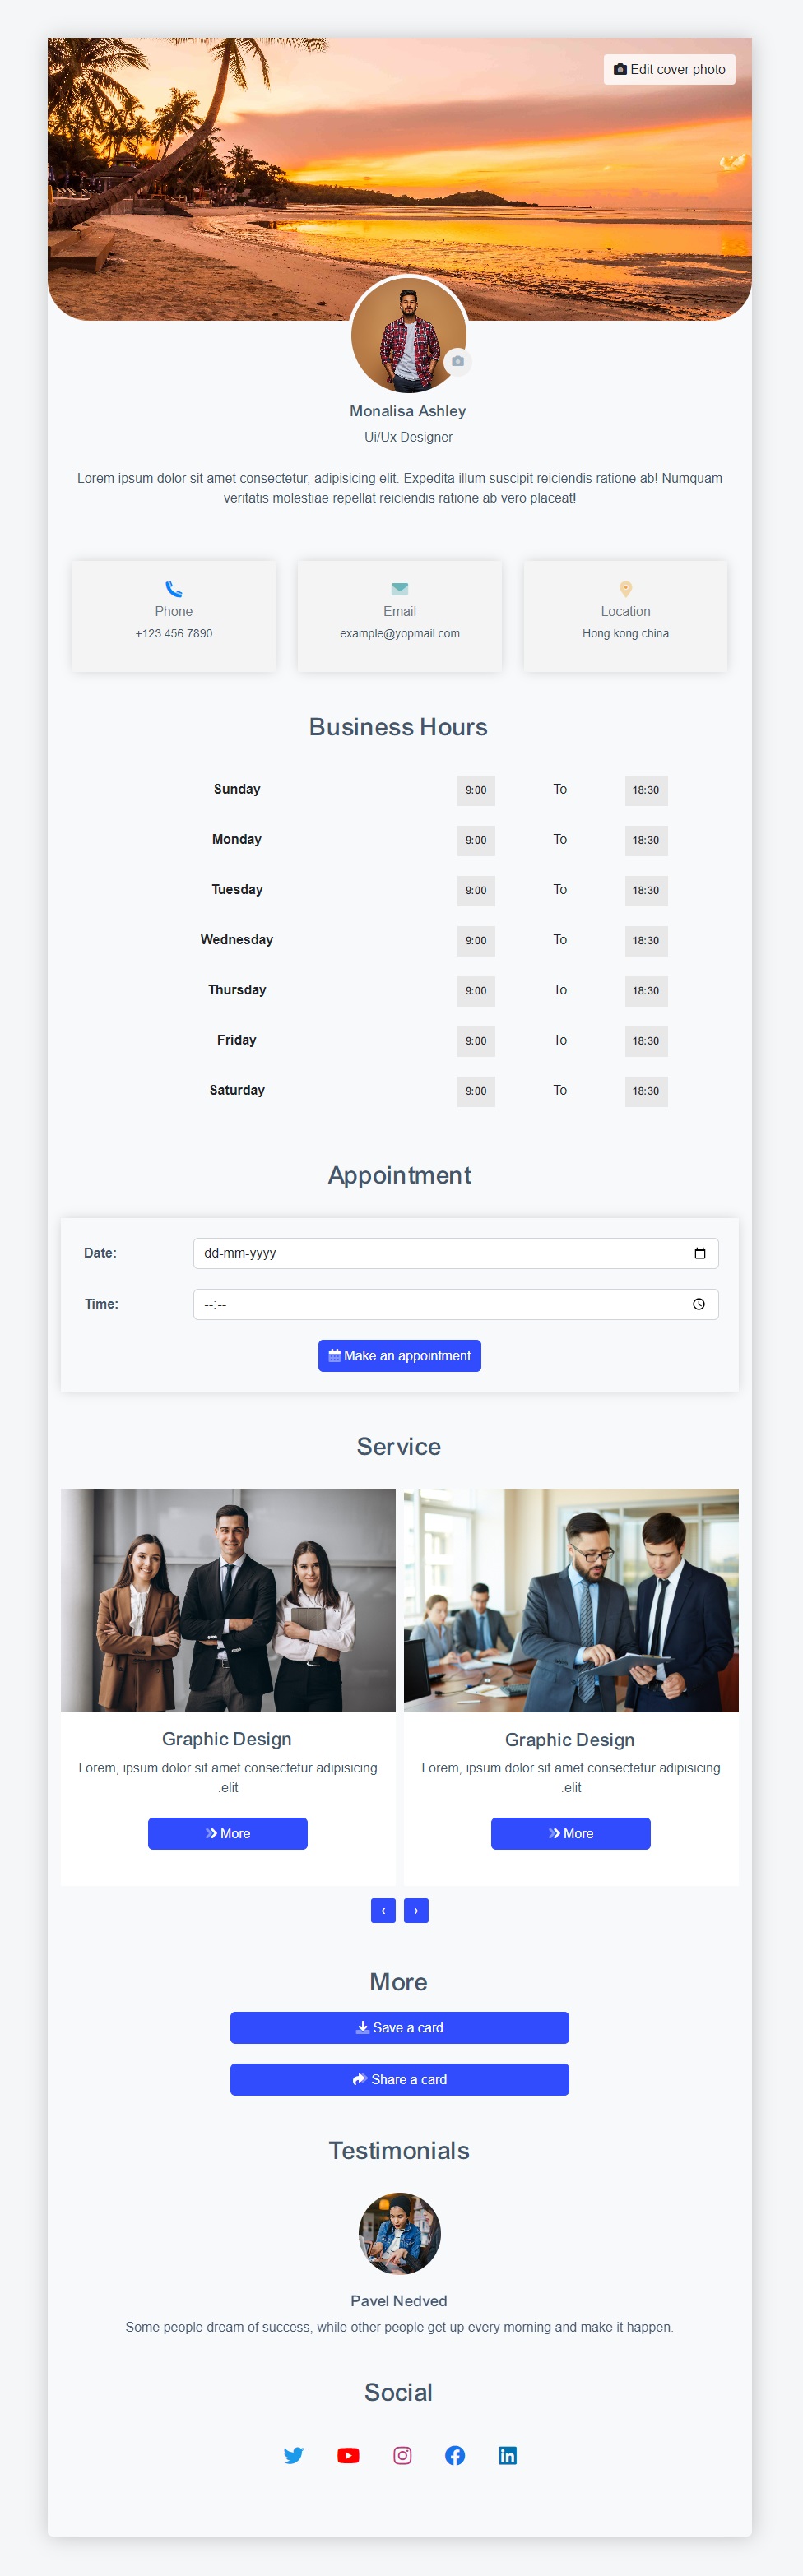 Edit cover photo
Monalisa Ashley
Ui/Ux Designer
Lorem ipsum dolor sit amet consectetur, adipisicing elit. Expedita illum suscipit reiciendis ratione ab! Numquam
veritatis molestiae repellat reiciendis ratione ab vero placeat!
Phone
+123 456 7890
Email
example@yopmail.com
Location
Hong kong china
Business Hours
Sunday 9:00 To 18:30
Monday 9:00 To 18:30
Tuesday 9:00 To 18:30
Wednesday 9:00 To 18:30
Thursday 9:00 To 18:30
Friday 9:00 To 18:30
Saturday 9:00 To 18:30
Appointment
Date: dd-mm-yyyy
Time: --:--
Make an appointment
Service
Graphic Design
Lorem, ipsum dolor sit amet consectetur adipisicing
.elit
More
Graphic Design
Lorem, ipsum dolor sit amet consectetur adipisicing
.elit
More
‹ ›
More
Save a card
Share a card
Testimonials
Pavel Nedved
Some people dream of success, while other people get up every morning and make it happen.
Social